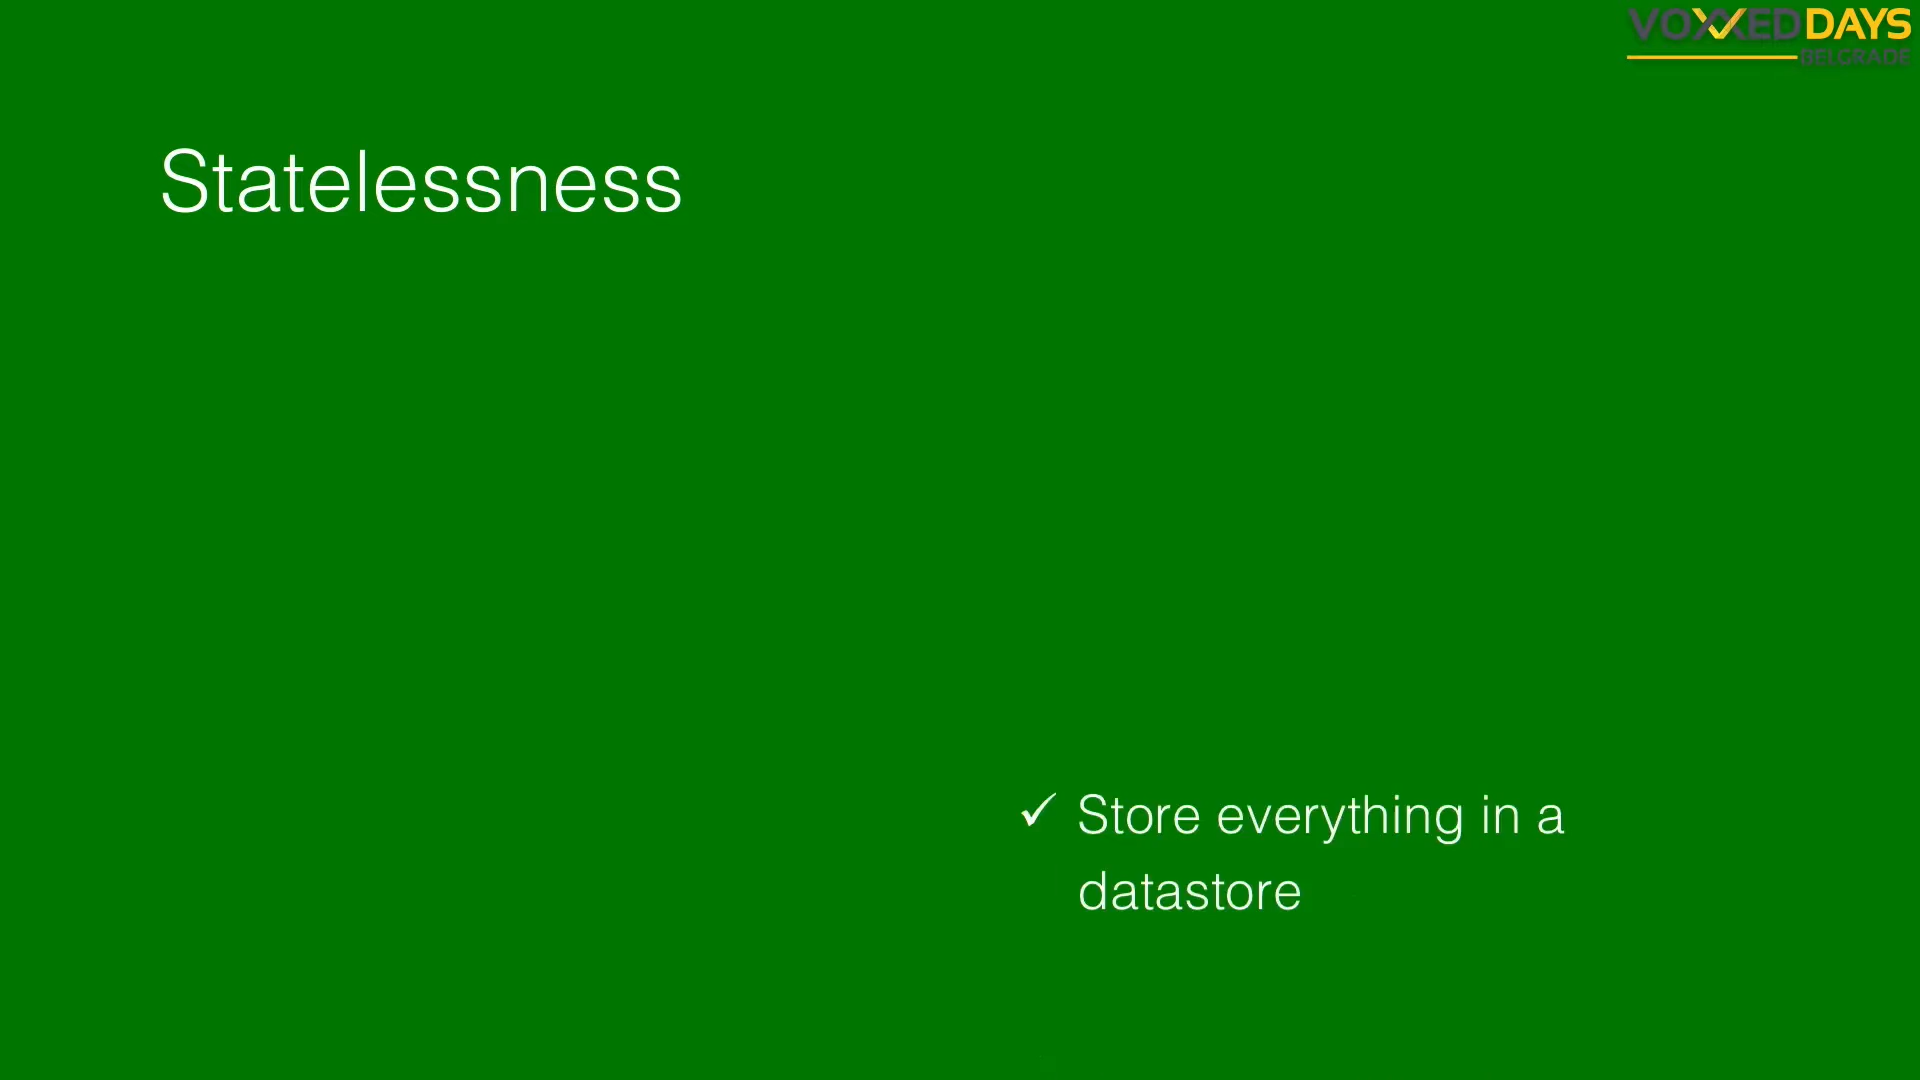 VOXXED DAYS
BELGRADE
Statelessness
✓ Store everything in a
datastore